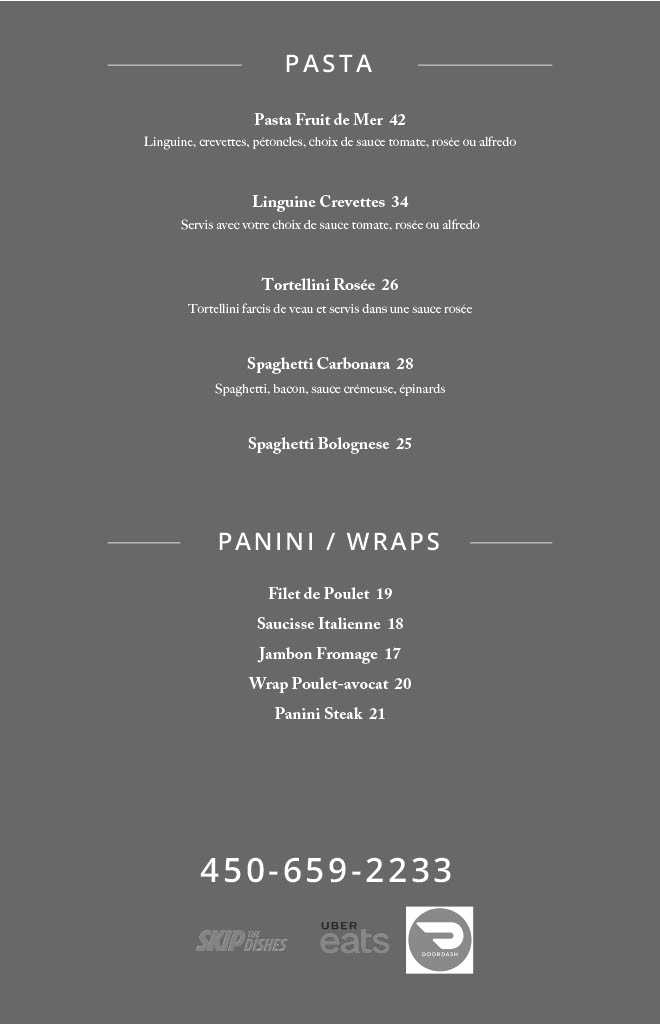 PASTA
Pasta Fruit de Mer 42
Linguine, crevettes, pétoncles, choix de sauce tomate, rosée ou alfredo
Linguine Crevettes 34
Servis avec votre choix de sauce tomate, rosée ou alfredo
Tortellini Rosée 26
Tortellini farcis de veau et servis dans une sauce rosée
Spaghetti Carbonara 28
Spaghetti, bacon, sauce crémeuse, épinards
Spaghetti Bolognese 25
PANINI / WRAPS
Filet de Poulet 19
Saucisse Italienne 18
Jambon Fromage 17
Wrap Poulet-avocat 20
Panini Steak 21
450-659-2233
SKIP THE DISHES
UBER eats
DOORDASH